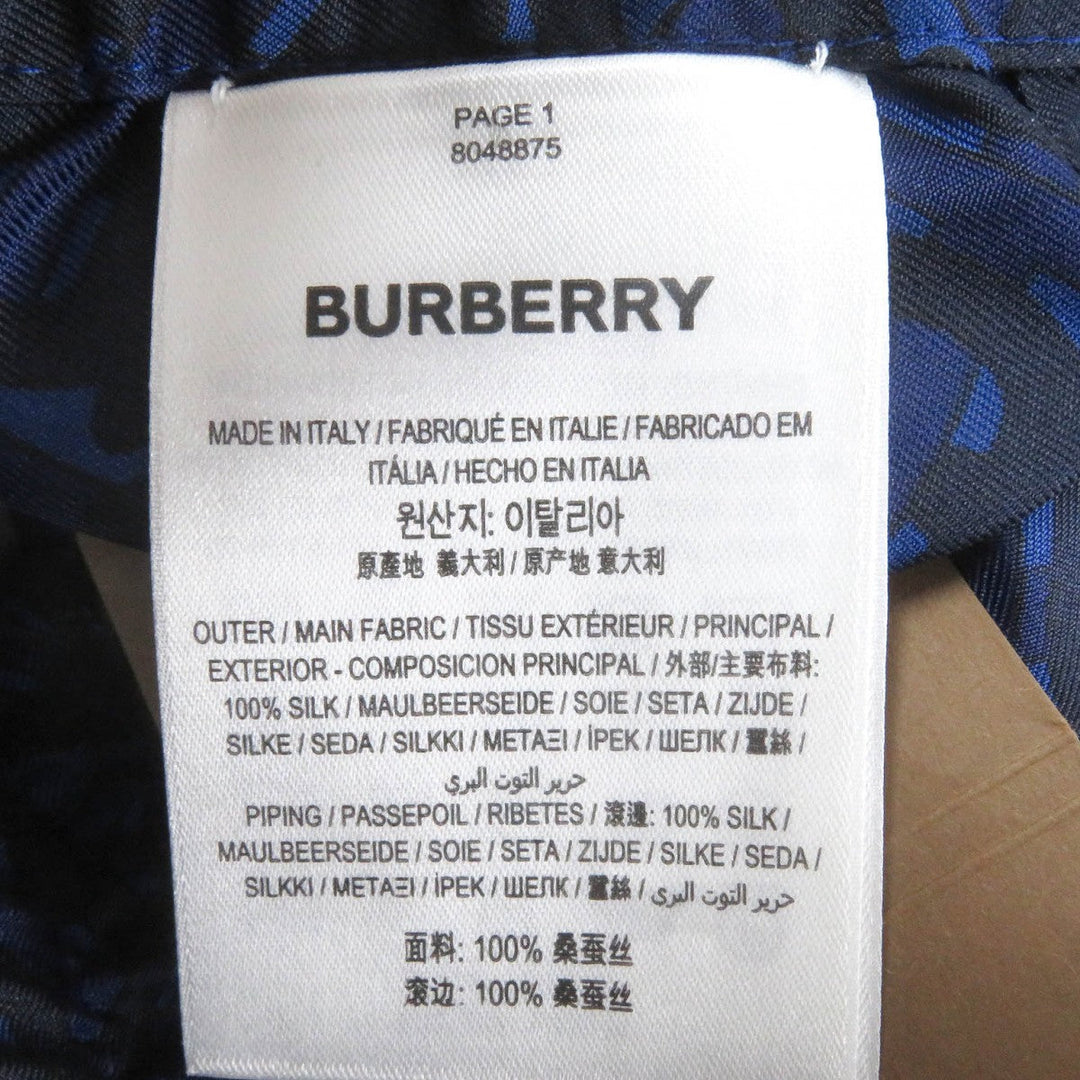 PAGE 1
8048875
BURBERRY
MADE IN ITALY / FABRIQUÉ EN ITALIE / FABRICADO EM
ITÁLIA / HECHO EN ITALIA
원산지: 이탈리아
原產地 義大利 / 原产地 意大利
OUTER / MAIN FABRIC / TISSU EXTÉRIEUR / PRINCIPAL /
EXTERIOR - COMPOSICION PRINCIPAL / 外部/主要布料:
100% SILK / MAULBEERSEIDE / SOIE / SETA / ZIJDE /
SILKE / SEDA / SILKKI / ΜΕΤΑΞΙ / İPEK / ШЕЛК / 蠶絲 /
حرير التوت البري
PIPING / PASSEPOIL / RIBETES / 滾邊: 100% SILK /
MAULBEERSEIDE / SOIE / SETA / ZIJDE / SILKE / SEDA /
SILKKI / ΜΕΤΑΞΙ / İPEK / ШЕЛК / 蠶絲 / حرير التوت البري
面料: 100% 桑蚕丝
滚边: 100% 桑蚕丝